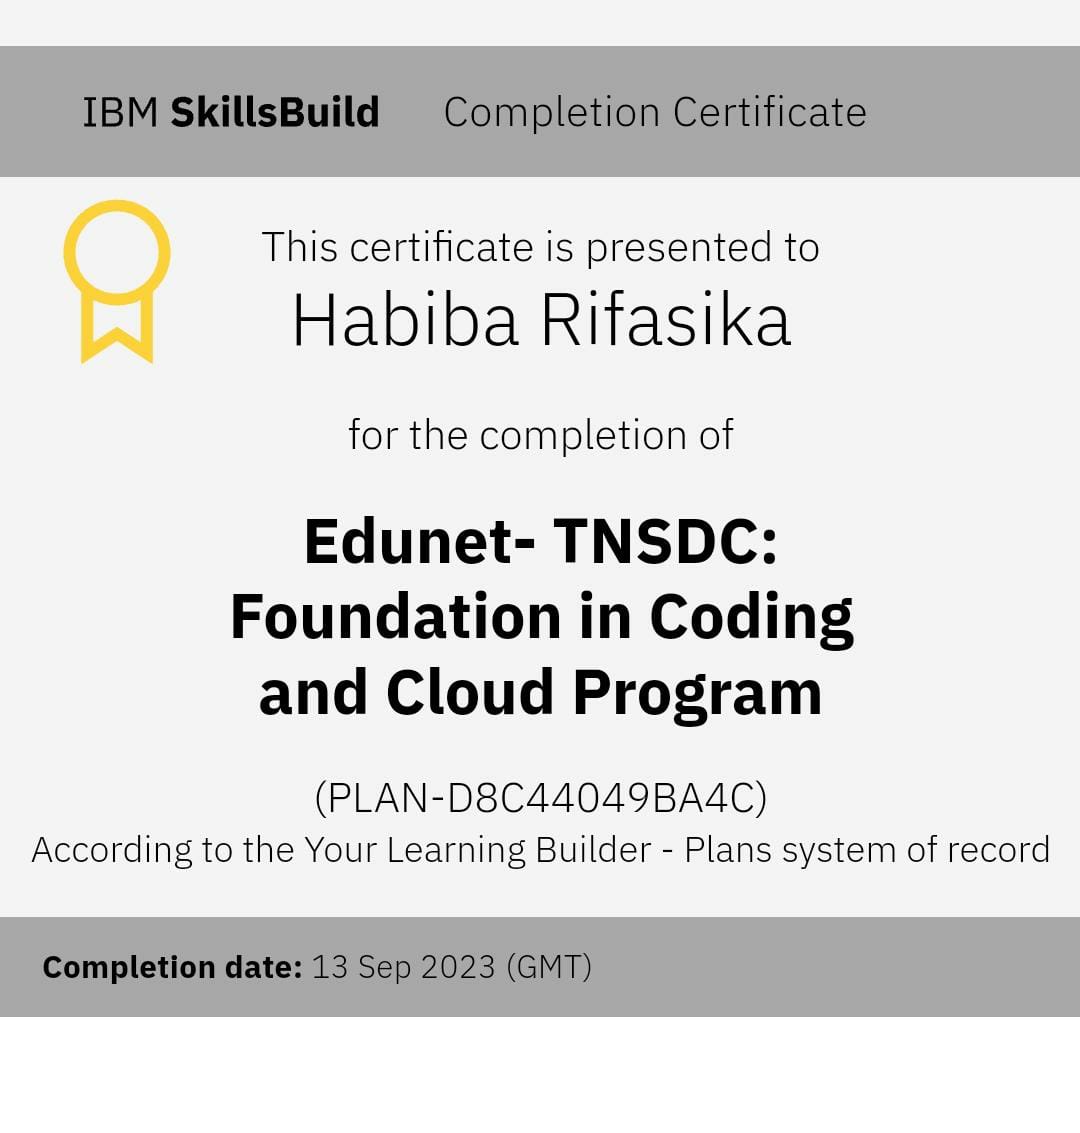 IBM SkillsBuild Completion Certificate
This certificate is presented to
Habiba Rifasika
for the completion of
Edunet- TNSDC:
Foundation in Coding
and Cloud Program
(PLAN-D8C44049BA4C)
According to the Your Learning Builder - Plans system of record
Completion date: 13 Sep 2023 (GMT)